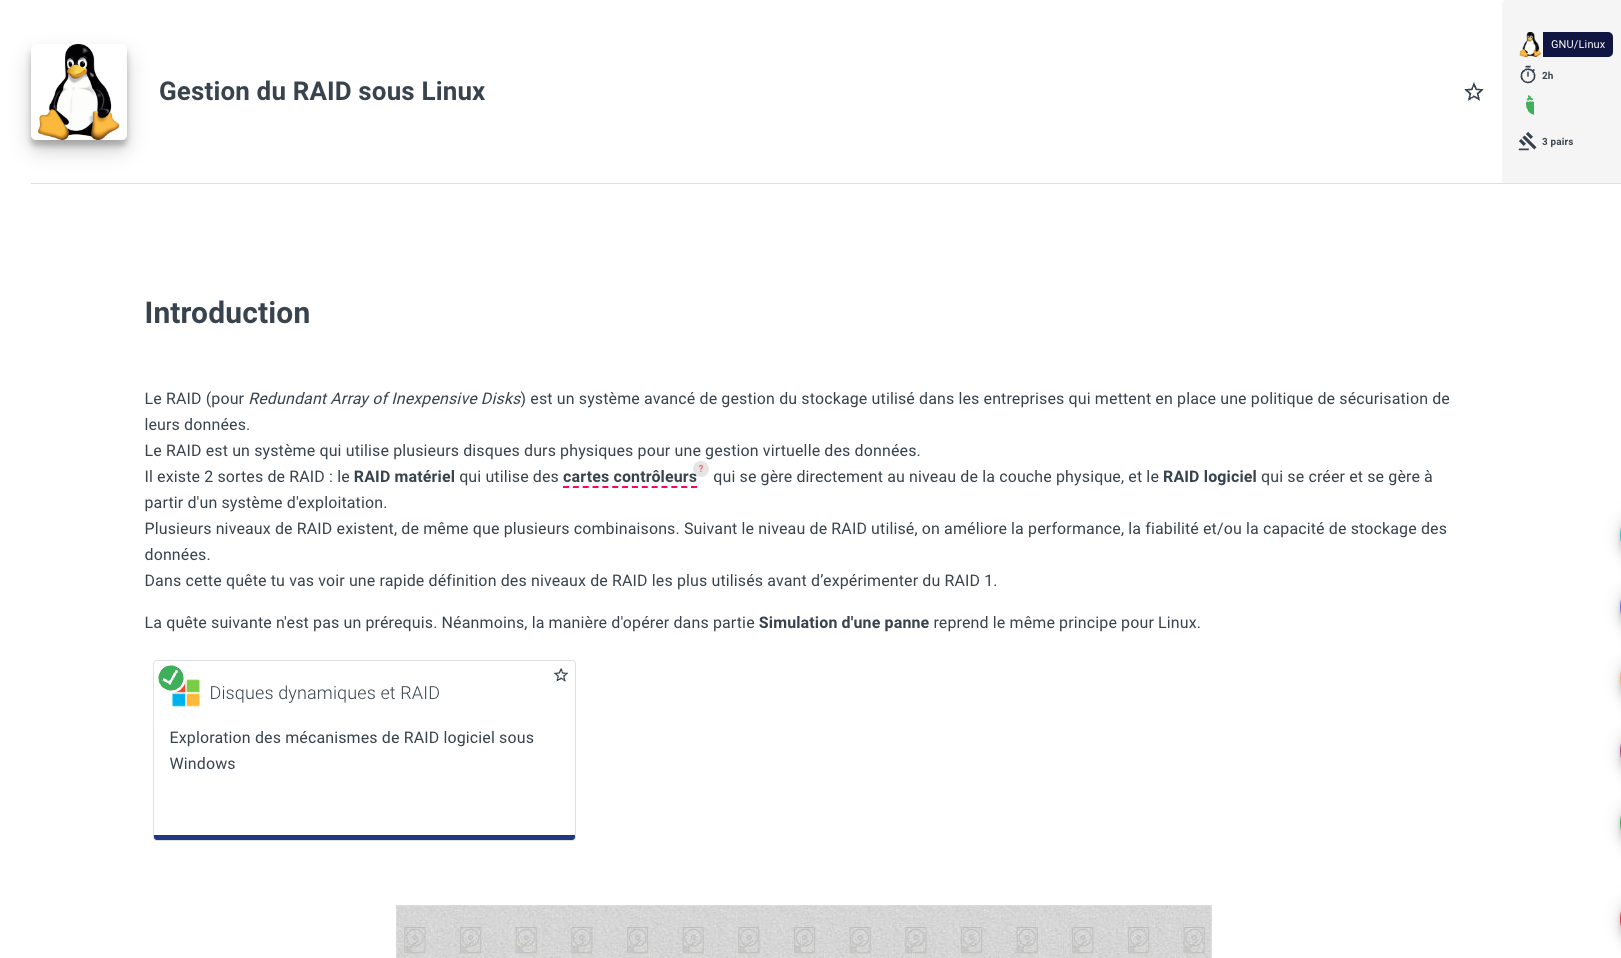 Gestion du RAID sous Linux
GNU/Linux
2h
3 pairs
Introduction
Le RAID (pour Redundant Array of Inexpensive Disks) est un système avancé de gestion du stockage utilisé dans les entreprises qui mettent en place une politique de sécurisation de
leurs données.
Le RAID est un système qui utilise plusieurs disques durs physiques pour une gestion virtuelle des données.
Il existe 2 sortes de RAID : le RAID matériel qui utilise des cartes contrôleurs ? qui se gère directement au niveau de la couche physique, et le RAID logiciel qui se créer et se gère à
partir d'un système d'exploitation.
Plusieurs niveaux de RAID existent, de même que plusieurs combinaisons. Suivant le niveau de RAID utilisé, on améliore la performance, la fiabilité et/ou la capacité de stockage des
données.
Dans cette quête tu vas voir une rapide définition des niveaux de RAID les plus utilisés avant d’expérimenter du RAID 1.
La quête suivante n'est pas un prérequis. Néanmoins, la manière d'opérer dans partie Simulation d'une panne reprend le même principe pour Linux.
Disques dynamiques et RAID
Exploration des mécanismes de RAID logiciel sous
Windows